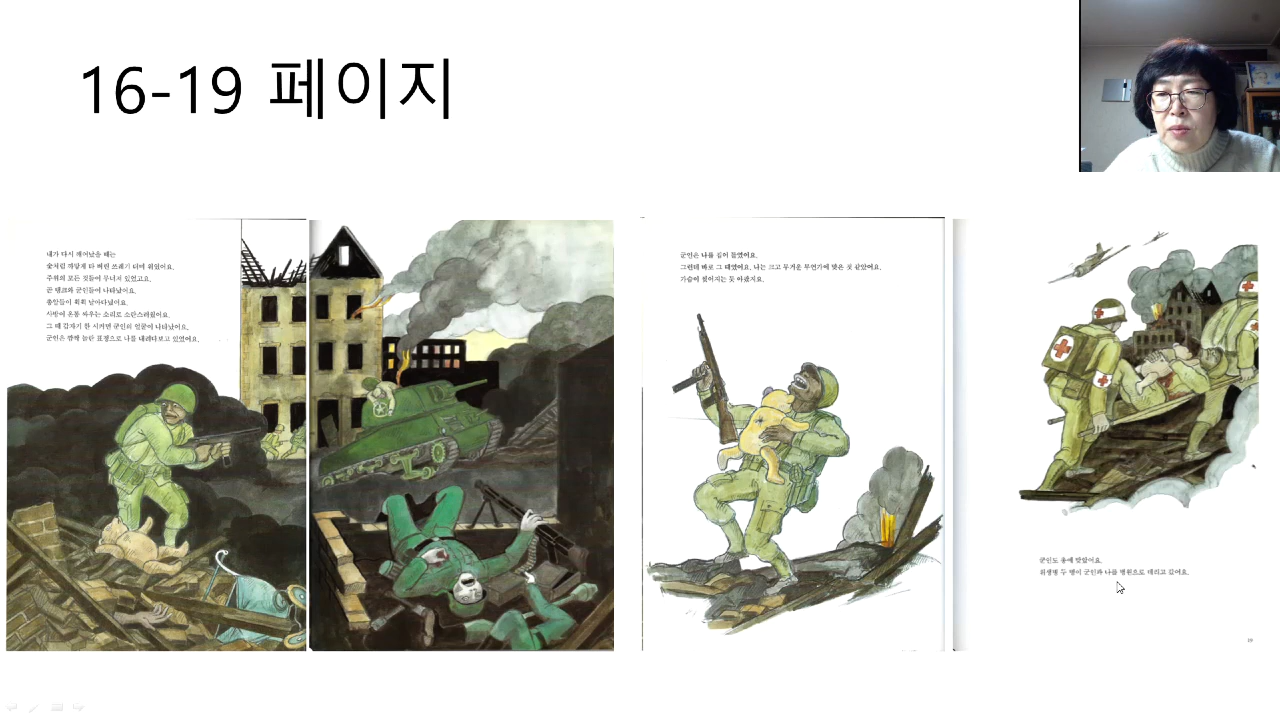 16-19 페이지
내가 다시 깨어났을 때는
숯처럼 까맣게 타 버린 쓰레기 더미 위였어요.
주위의 모든 것들이 무너져 있었고요.
곧 탱크와 군인들이 나타났어요.
총알들이 휙휙 날아다녔어요.
사방에 온통 싸우는 소리로 소란스러웠어요.
그 때 갑자기 한 시커먼 군인의 얼굴이 나타났어요.
군인은 깜짝 놀란 표정으로 나를 내려다보고 있었어요.
군인은 나를 집어 들었어요.
그런데 바로 그 때였어요. 나는 크고 무거운 무언가에 맞은 것 같았어요.
가슴이 찢어지는 듯 아팠지요.
군인도 총에 맞았어요.
위생병 두 명이 군인과 나를 병원으로 데리고 갔어요.
19